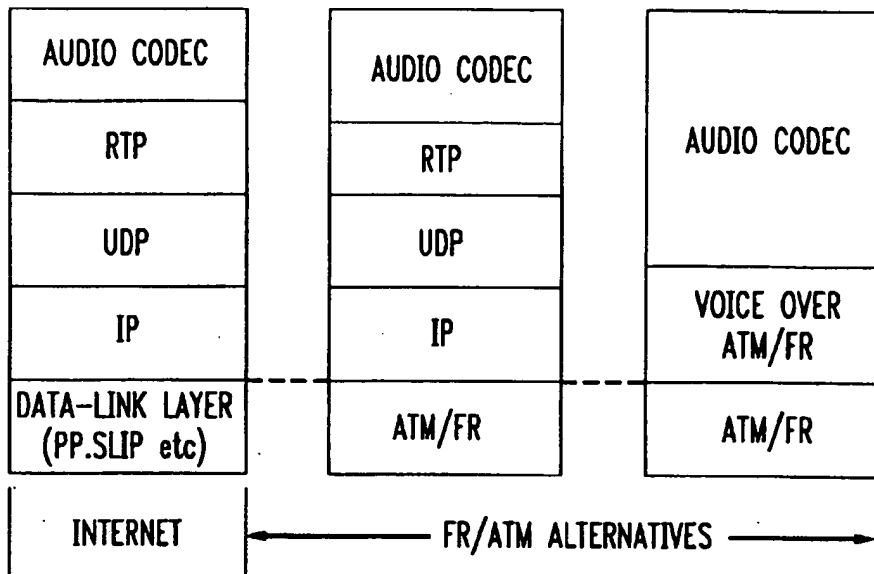 AUDIO CODEC
RTP
UDP
IP
DATA-LINK LAYER
(PP.SLIP etc)
INTERNET
AUDIO CODEC
RTP
UDP
IP
ATM/FR
AUDIO CODEC
VOICE OVER
ATM/FR
ATM/FR
FR/ATM ALTERNATIVES